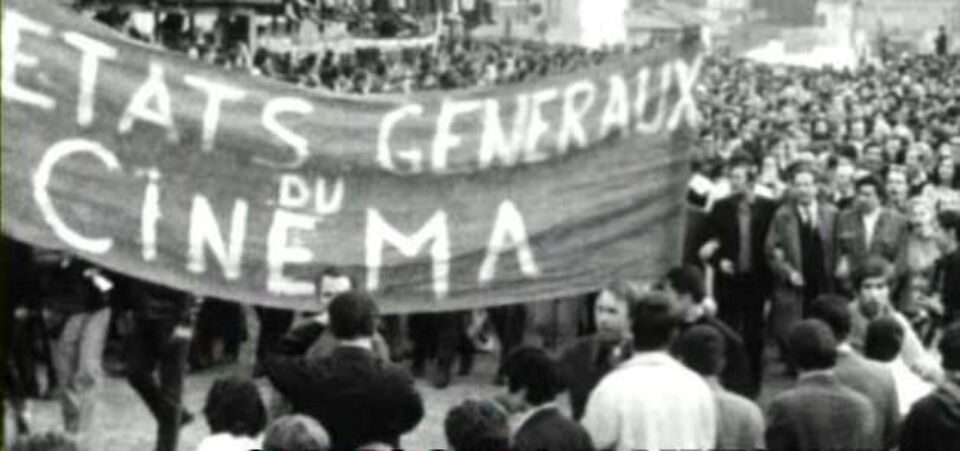 ETATS GENERAUX
DU
CINEMA